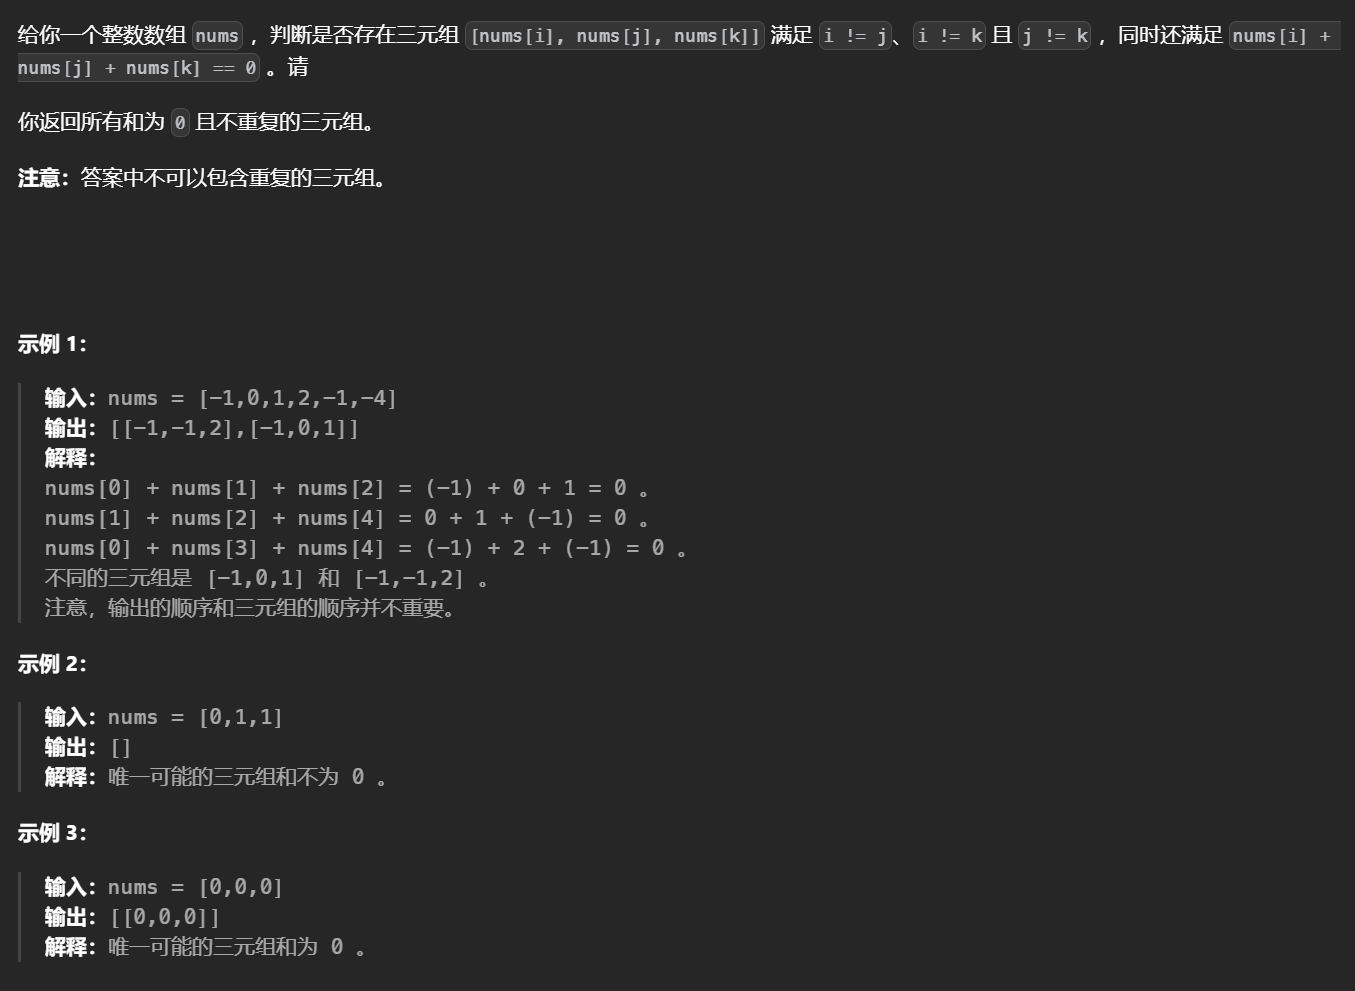 给你一个整数数组 nums ，判断是否存在三元组 [nums[i], nums[j], nums[k]] 满足 i != j、i != k 且 j != k ，同时还满足 nums[i] +
nums[j] + nums[k] == 0 。请
你返回所有和为 0 且不重复的三元组。
注意：答案中不可以包含重复的三元组。
示例 1：
输入：nums = [-1,0,1,2,-1,-4]
输出：[[-1,-1,2],[-1,0,1]]
解释：
nums[0] + nums[1] + nums[2] = (-1) + 0 + 1 = 0 。
nums[1] + nums[2] + nums[4] = 0 + 1 + (-1) = 0 。
nums[0] + nums[3] + nums[4] = (-1) + 2 + (-1) = 0 。
不同的三元组是 [-1,0,1] 和 [-1,-1,2] 。
注意，输出的顺序和三元组的顺序并不重要。
示例 2：
输入：nums = [0,1,1]
输出：[]
解释：唯一可能的三元组和不为 0 。
示例 3：
输入：nums = [0,0,0]
输出：[[0,0,0]]
解释：唯一可能的三元组和为 0 。